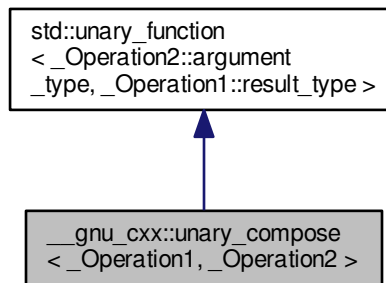 std::unary_function
< _Operation2::argument
_type, _Operation1::result_type >
__gnu_cxx::unary_compose
< _Operation1, _Operation2 >